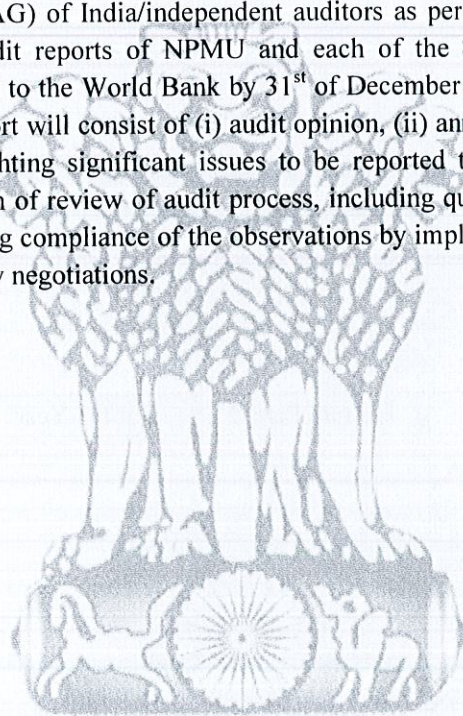 AG) of India/independent auditors as per
dit reports of NPMU and each of the
to the World Bank by 31st of December
rt will consist of (i) audit opinion, (ii) an
hting significant issues to be reported t
n of review of audit process, including qu
g compliance of the observations by impl
y negotiations.